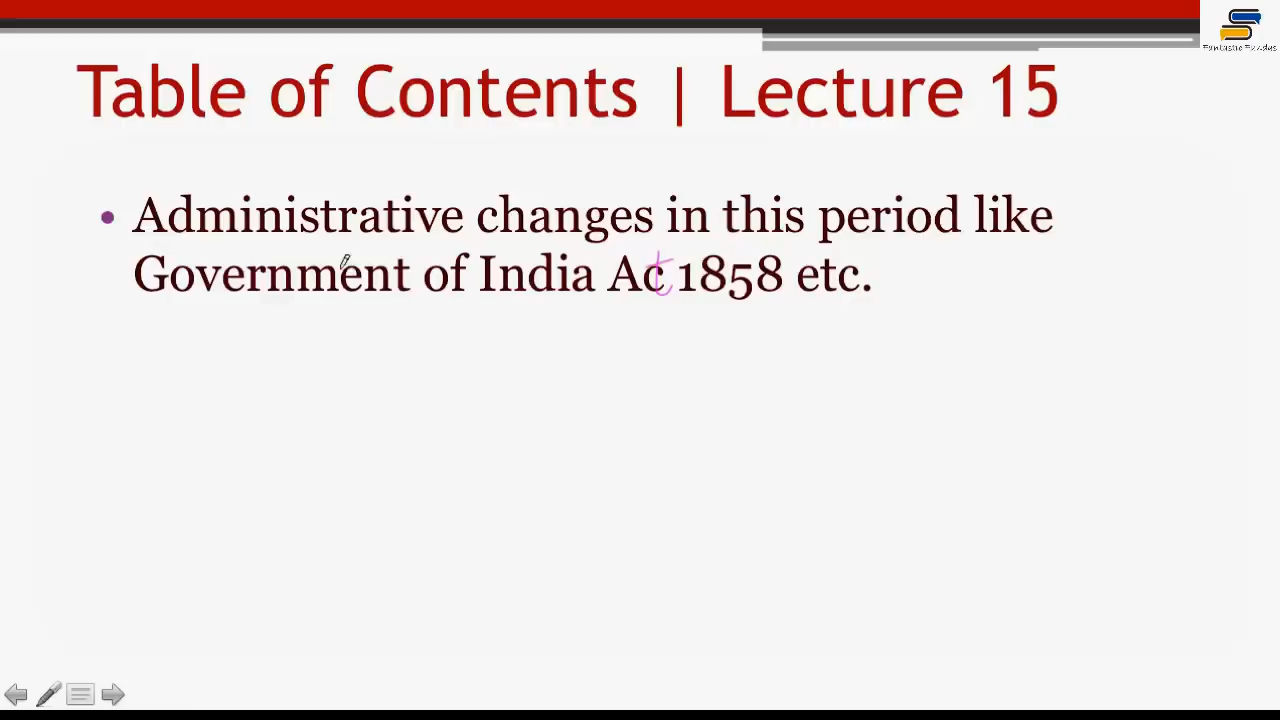 Table of Contents | Lecture 15
• Administrative changes in this period like
Government of India Act 1858 etc.